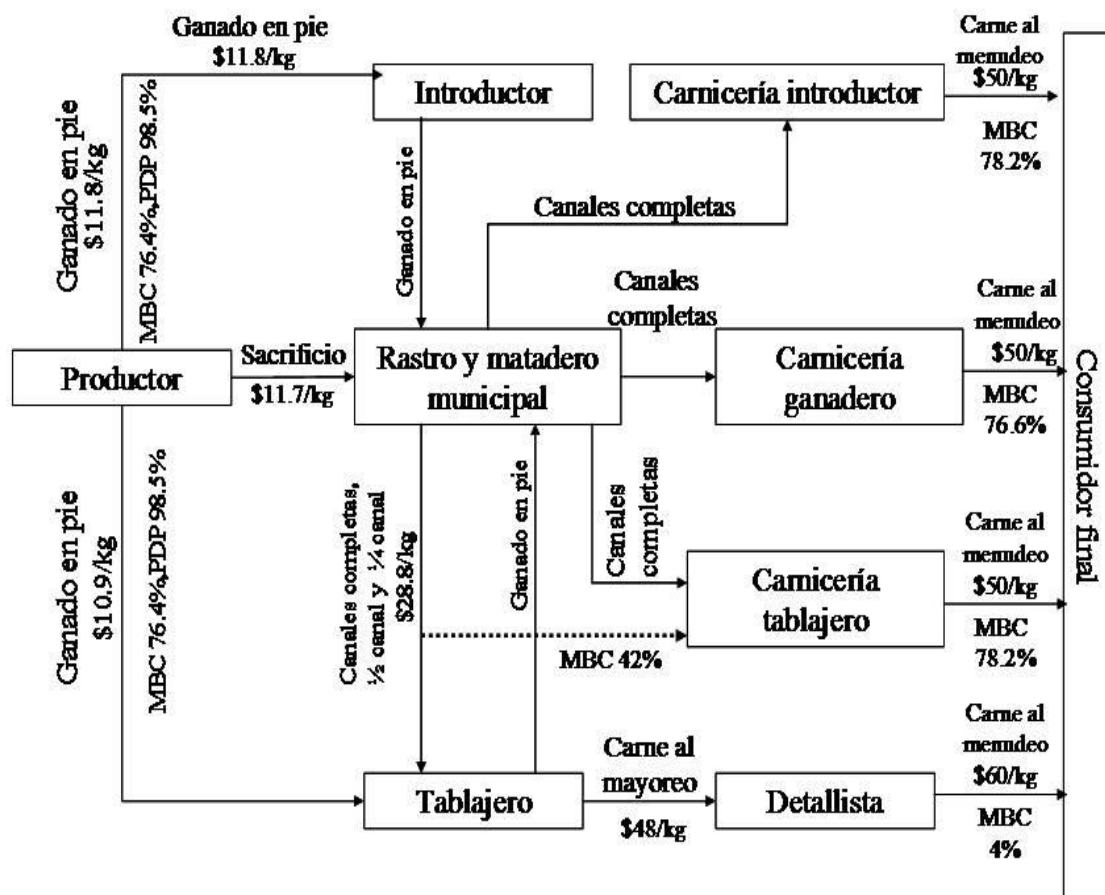 Ganado en pie
$11.8/kg
Introductor
Carnicería introductor
Carne al
menudeo
$50/kg
MBC
78.2%
Ganado en pie
$11.8/kg
MBC 76.4%,PDP 98.5%
Ganado en pie
Canales completas
Canales
completas
Carne al
menudeo
$50/kg
MBC
76.6%
Productor
Sacrificio
$11.7/kg
Rastro y matadero
municipal
Carnicería
ganadero
Consumidor final
Ganado en pie
$10.9/kg
MBC 76.4%,PDP 98.5%
Canales completas,
½ canal y ¼ canal
$28.8/kg
Ganado en pie
Canales
completas
MBC 42%
Carnicería
tablajero
Carne al
menudeo
$50/kg
MBC
78.2%
Tablajero
Carne al
mayoreo
$48/kg
Detallista
Carne al
menudeo
$60/kg
MBC
4%